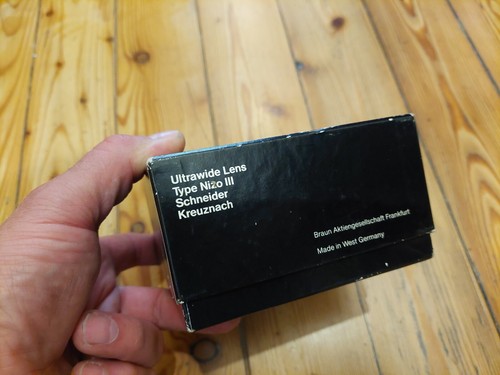 Ultrawide Lens
Type Nizo III
Schneider
Kreuznach
Braun Aktiengesellschaft Frankfurt
Made in West Germany